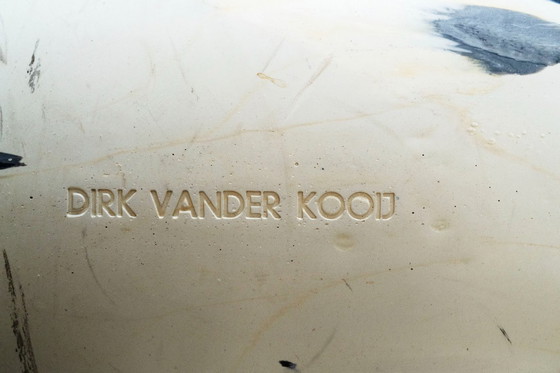 DIRK VANDER KOOIJ